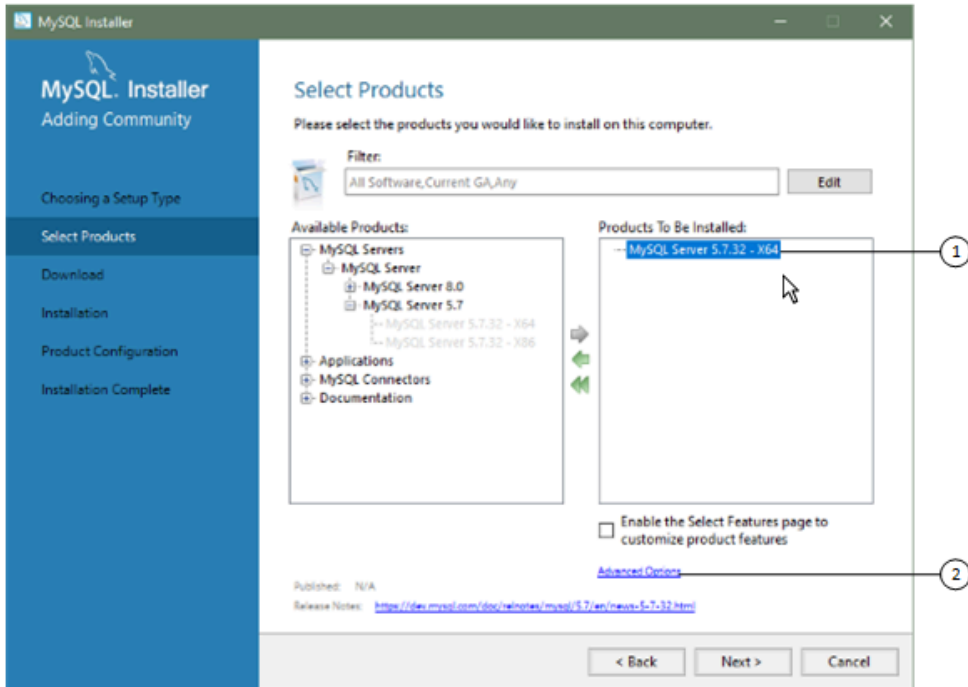 MySQL Installer
MySQL. Installer
Adding Community
Choosing a Setup Type
Select Products
Download
Installation
Product Configuration
Installation Complete
Select Products
Please select the products you would like to install on this computer.
Filter:
All Software,Current GA,Any
Edit
Available Products:
MySQL Servers
MySQL Server
MySQL Server 8.0
MySQL Server 5.7
MySQL Server 5.7.32 - X64
MySQL Server 5.7.32 - X86
Applications
MySQL Connectors
Documentation
Products To Be Installed:
MySQL Server 5.7.32 - X64
1
Enable the Select Features page to
customize product features
Advanced Options
2
Published: N/A
Release Notes: https://dev.mysql.com/doc/relnotes/mysql/5.7/en/news-5-7-32.html
< Back
Next >
Cancel